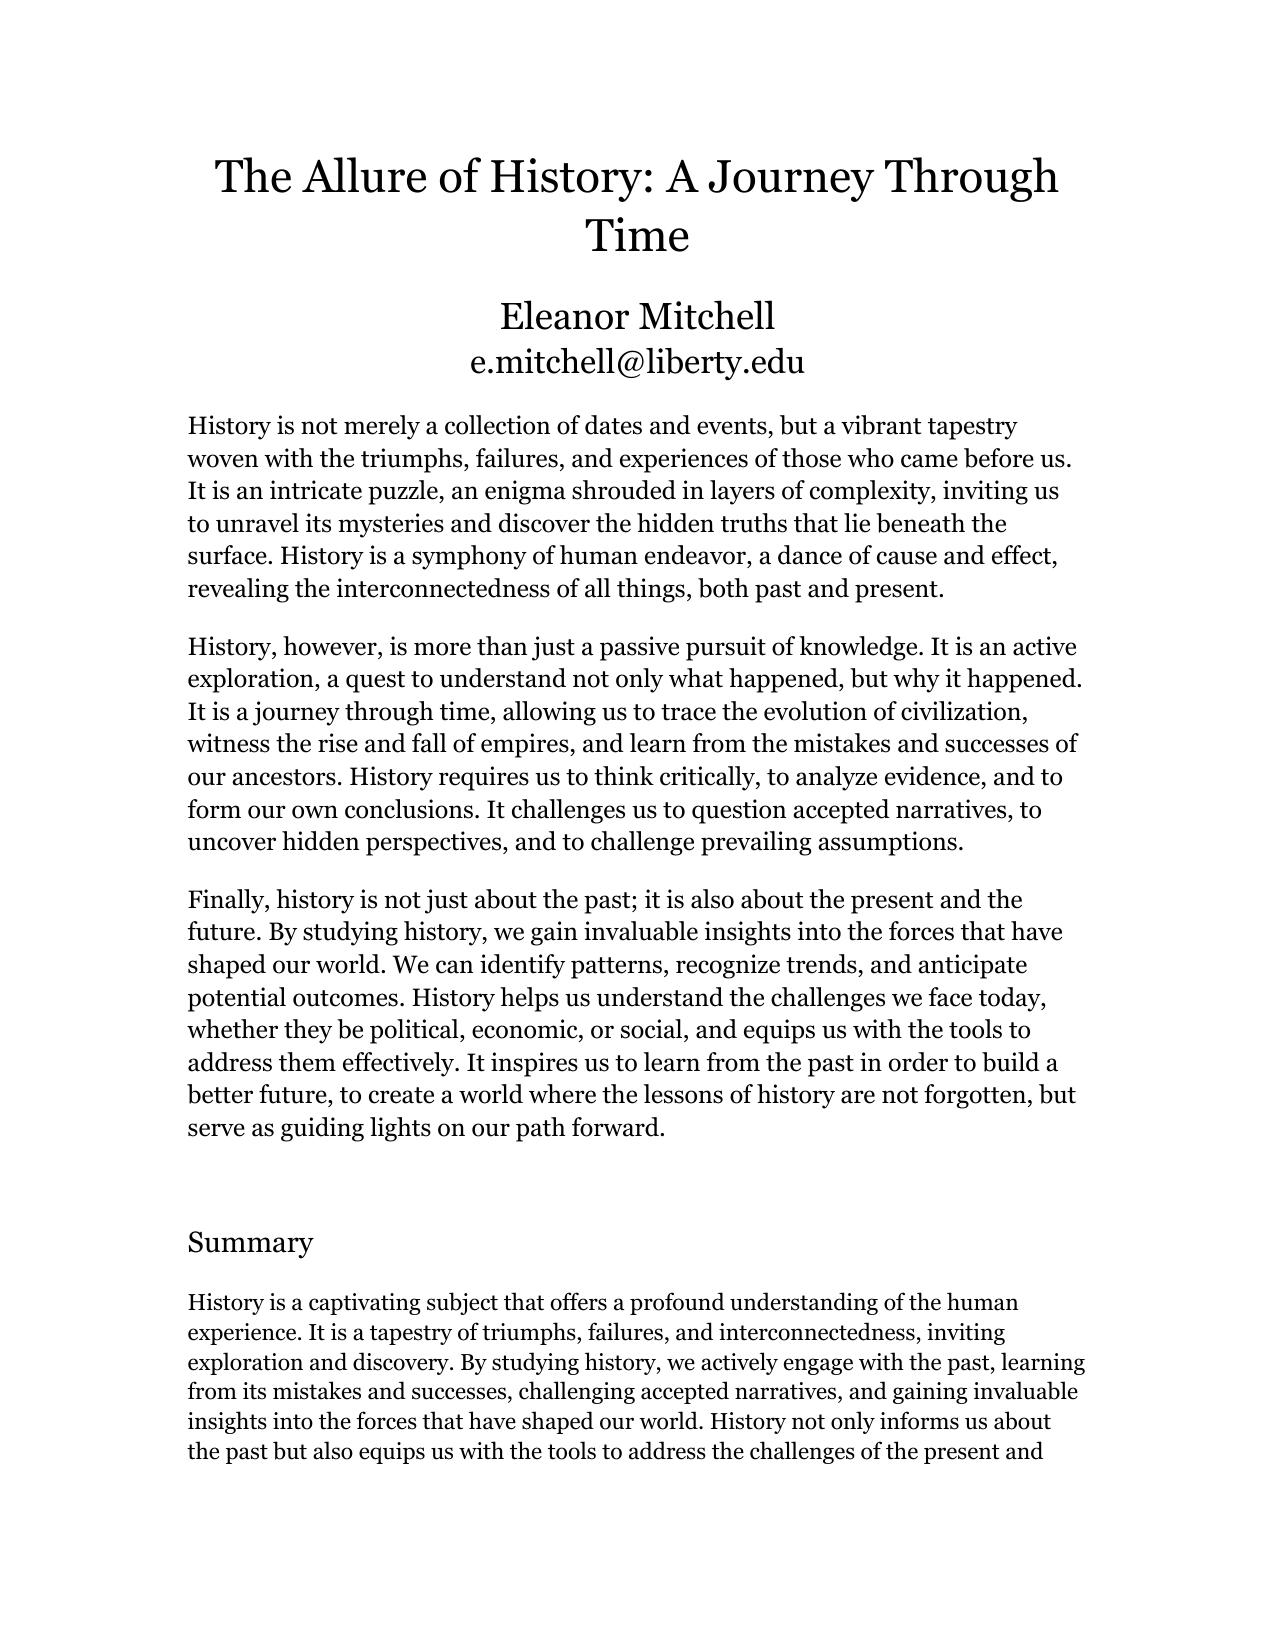 The Allure of History: A Journey Through
Time
Eleanor Mitchell
e.mitchell@liberty.edu
History is not merely a collection of dates and events, but a vibrant tapestry
woven with the triumphs, failures, and experiences of those who came before us.
It is an intricate puzzle, an enigma shrouded in layers of complexity, inviting us
to unravel its mysteries and discover the hidden truths that lie beneath the
surface. History is a symphony of human endeavor, a dance of cause and effect,
revealing the interconnectedness of all things, both past and present.
History, however, is more than just a passive pursuit of knowledge. It is an active
exploration, a quest to understand not only what happened, but why it happened.
It is a journey through time, allowing us to trace the evolution of civilization,
witness the rise and fall of empires, and learn from the mistakes and successes of
our ancestors. History requires us to think critically, to analyze evidence, and to
form our own conclusions. It challenges us to question accepted narratives, to
uncover hidden perspectives, and to challenge prevailing assumptions.
Finally, history is not just about the past; it is also about the present and the
future. By studying history, we gain invaluable insights into the forces that have
shaped our world. We can identify patterns, recognize trends, and anticipate
potential outcomes. History helps us understand the challenges we face today,
whether they be political, economic, or social, and equips us with the tools to
address them effectively. It inspires us to learn from the past in order to build a
better future, to create a world where the lessons of history are not forgotten, but
serve as guiding lights on our path forward.
Summary
History is a captivating subject that offers a profound understanding of the human
experience. It is a tapestry of triumphs, failures, and interconnectedness, inviting
exploration and discovery. By studying history, we actively engage with the past, learning
from its mistakes and successes, challenging accepted narratives, and gaining invaluable
insights into the forces that have shaped our world. History not only informs us about
the past but also equips us with the tools to address the challenges of the present and